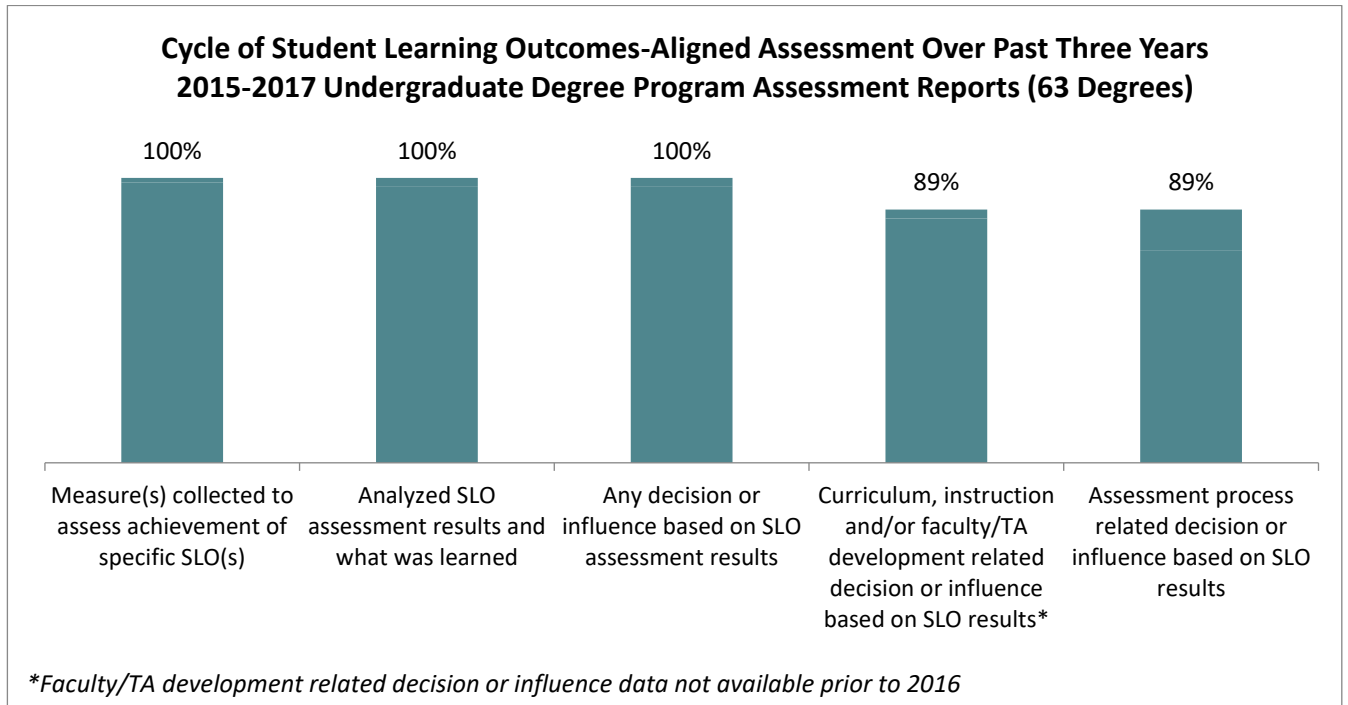 Cycle of Student Learning Outcomes-Aligned Assessment Over Past Three Years
2015-2017 Undergraduate Degree Program Assessment Reports (63 Degrees)
100%
100%
100%
89%
89%
Measure(s) collected to
assess achievement of
specific SLO(s)
Analyzed SLO
assessment results and
what was learned
Any decision or
influence based on SLO
assessment results
Curriculum, instruction
and/or faculty/TA
development related
decision or influence
based on SLO results*
Assessment process
related decision or
influence based on SLO
results
*Faculty/TA development related decision or influence data not available prior to 2016